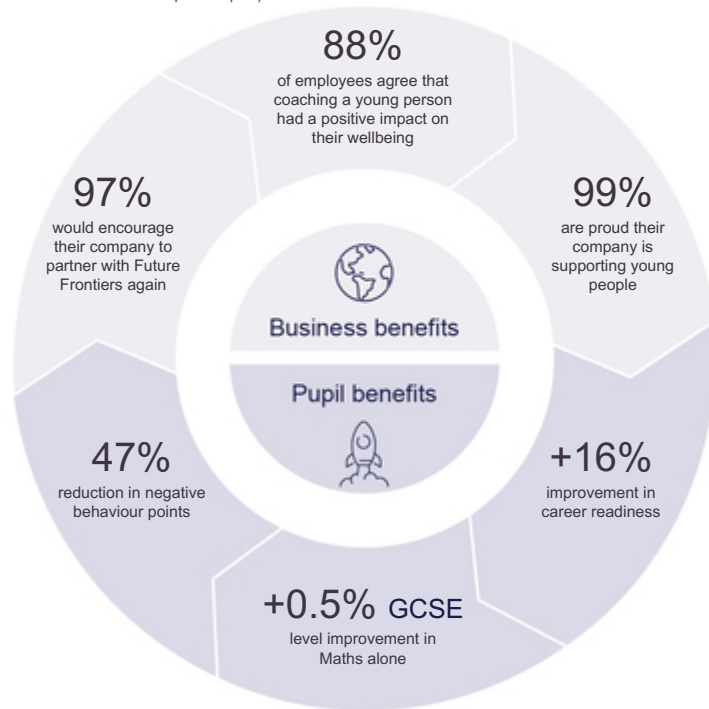 88%
of employees agree that
coaching a young person
had a positive impact on
their wellbeing
97%
would encourage
their company to
partner with Future
Frontiers again
99%
are proud their
company is
supporting young
people
Business benefits
Pupil benefits
47%
reduction in negative
behaviour points
+16%
improvement in
career readiness
+0.5% GCSE
level improvement in
Maths alone